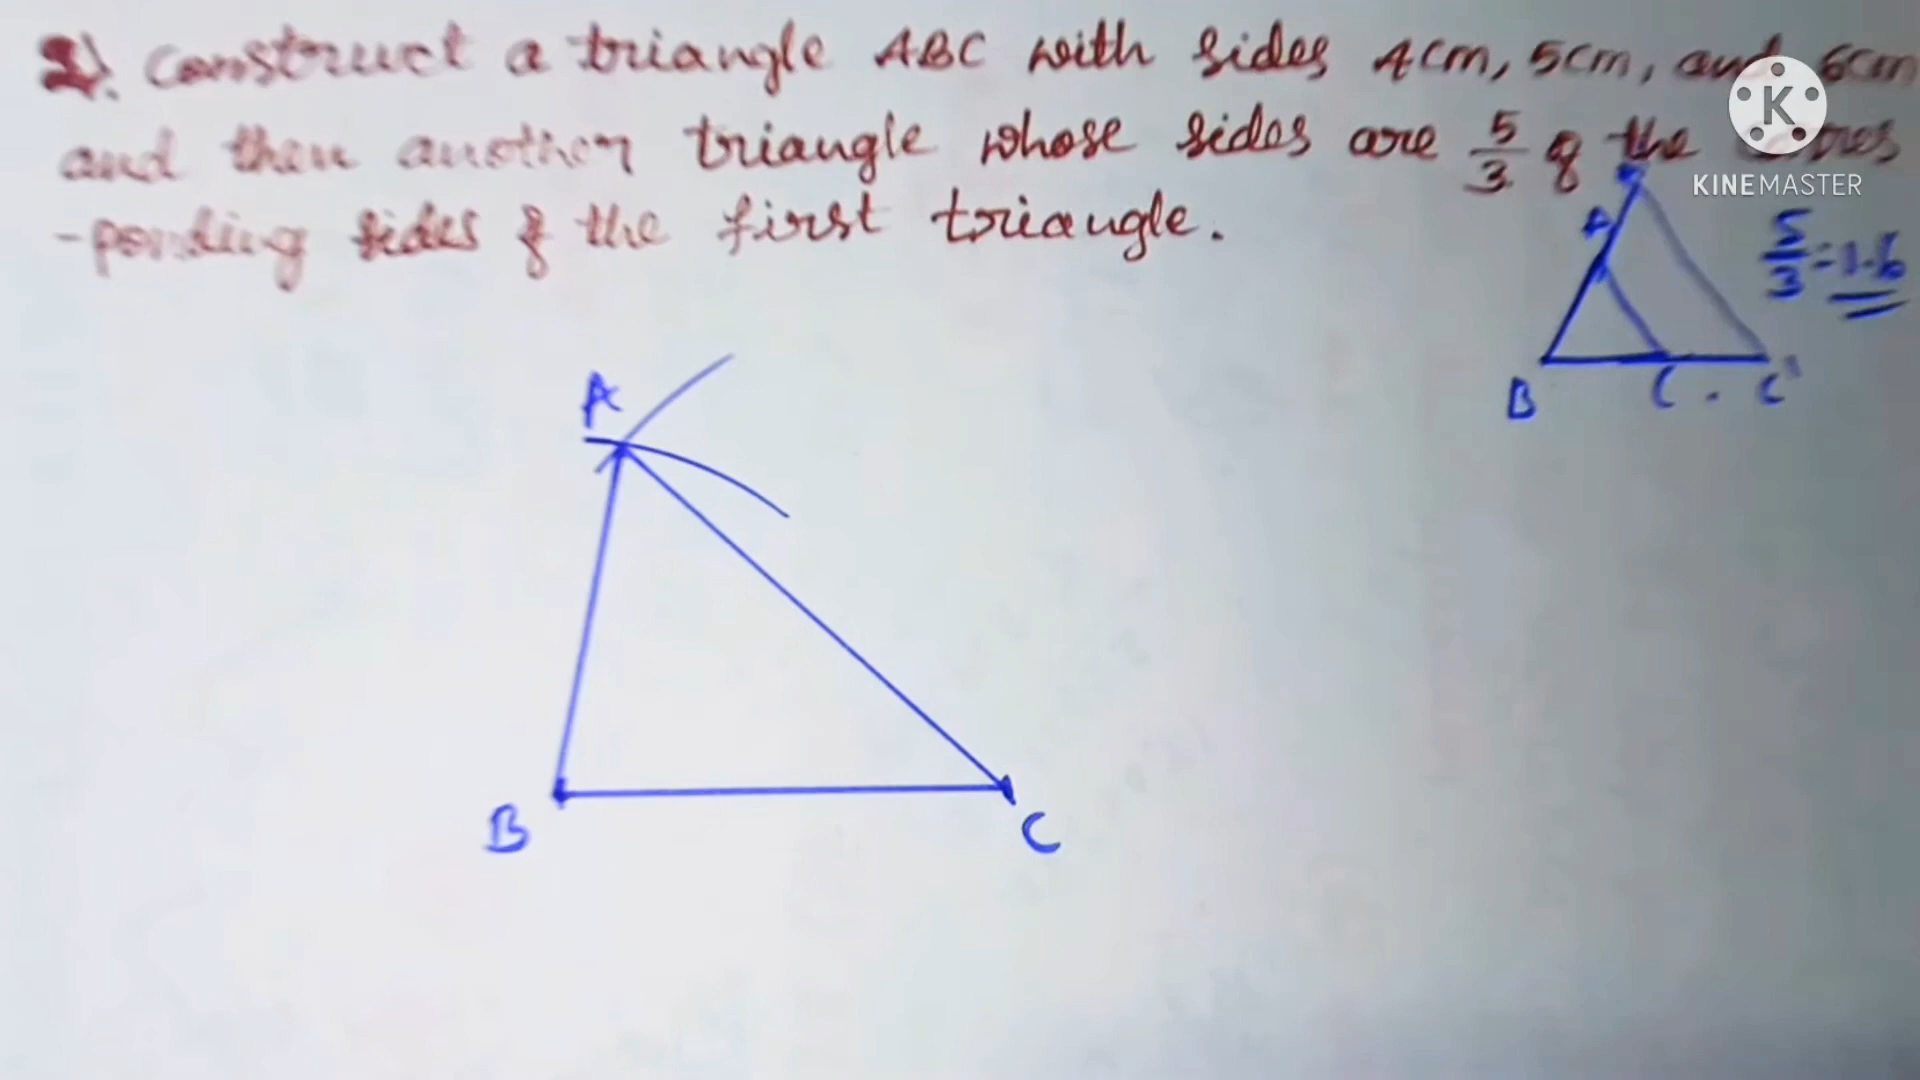 2). Construct a triangle ABC with sides 4cm, 5cm, and 6cm
and then another triangle whose sides are 5/3 of the corres
-ponding sides of the first triangle.
KINEMASTER
A
5/3 = 1.6
B C . C'
A
B
C